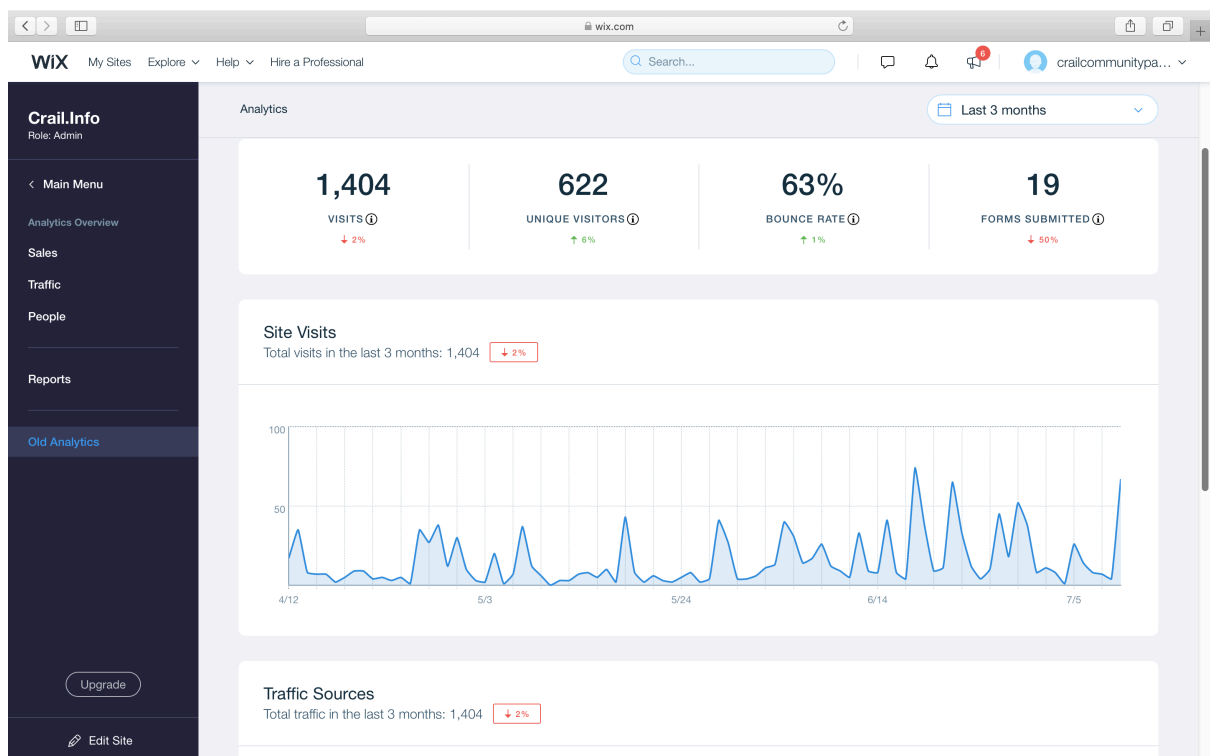 wix.com
WiX My Sites Explore Help Hire a Professional Search... 6 crailcommunitypa...
Crail.Info
Role: Admin
Main Menu
Analytics Overview
Sales
Traffic
People
Reports
Old Analytics
Upgrade
Edit Site
Analytics Last 3 months
1,404 622 63% 19
VISITS UNIQUE VISITORS BOUNCE RATE FORMS SUBMITTED
2% 6% 1% 50%
Site Visits
Total visits in the last 3 months: 1,404 2%
100
50
4/12 5/3 5/24 6/14 7/5
Traffic Sources
Total traffic in the last 3 months: 1,404 2%